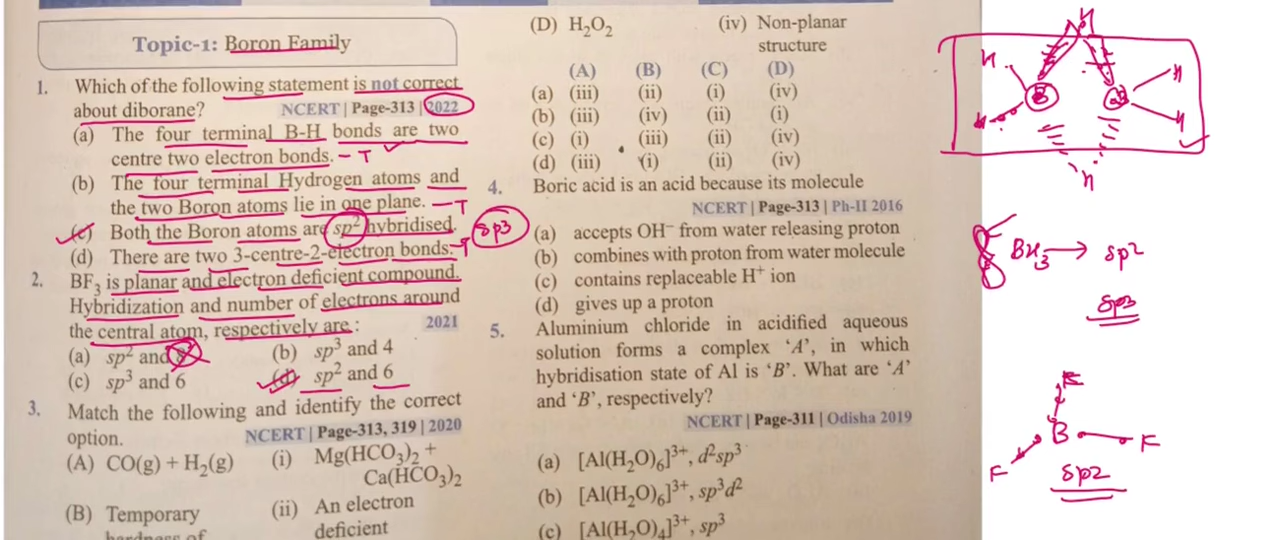 Topic-1: Boron Family
1. Which of the following statement is not correct
about diborane? NCERT | Page-313 | 2022
(a) The four terminal B-H bonds are two
centre two electron bonds. – T
(b) The four terminal Hydrogen atoms and
the two Boron atoms lie in one plane. – T
(c) Both the Boron atoms are sp² hybridised. sp3
(d) There are two 3-centre-2-electron bonds. T
2. BF₃ is planar and electron deficient compound.
Hybridization and number of electrons around
the central atom, respectively are : 2021
(a) sp² and 8 (b) sp³ and 4
(c) sp³ and 6 (d) sp² and 6
3. Match the following and identify the correct
option. NCERT | Page-313, 319 | 2020
(A) CO(g) + H₂(g) (i) Mg(HCO₃)₂ +
Ca(HCO₃)₂
(B) Temporary (ii) An electron
hardness of deficient
(D) H₂O₂ (iv) Non-planar
structure
(A) (B) (C) (D)
(a) (iii) (ii) (i) (iv)
(b) (iii) (iv) (ii) (i)
(c) (i) (iii) (ii) (iv)
(d) (iii) (i) (ii) (iv)
4. Boric acid is an acid because its molecule
NCERT | Page-313 | Ph-II 2016
(a) accepts OH⁻ from water releasing proton
(b) combines with proton from water molecule
(c) contains replaceable H⁺ ion
(d) gives up a proton
5. Aluminium chloride in acidified aqueous
solution forms a complex ‘A’, in which
hybridisation state of Al is ‘B’. What are ‘A’
and ‘B’, respectively?
NCERT | Page-311 | Odisha 2019
(a) [Al(H₂O)₆]³⁺, d²sp³
(b) [Al(H₂O)₆]³⁺, sp³d²
(c) [Al(H₂O)₄]³⁺, sp³
H
H B H
H H
H
BH₃ → sp2
sp3
F
B F
F
sp2